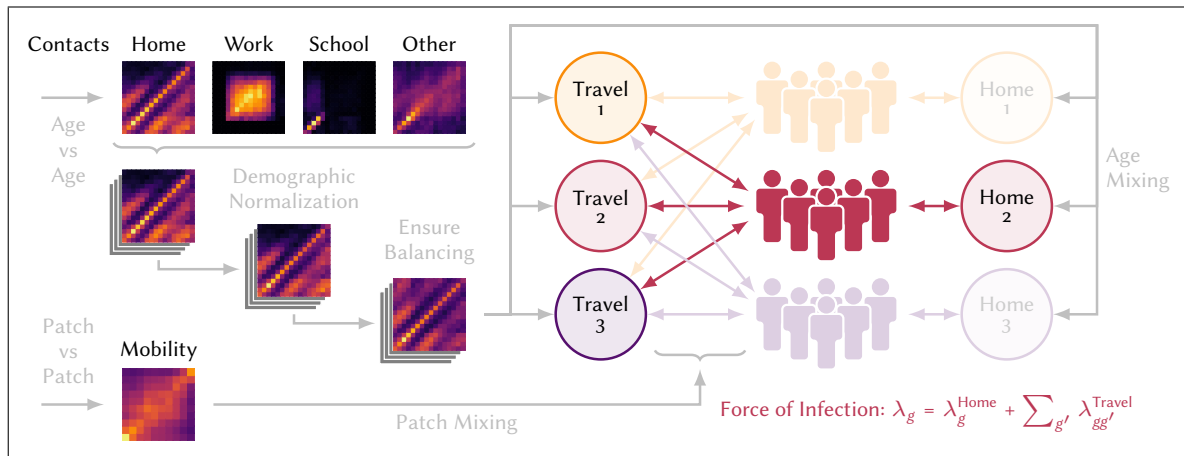 Contacts
Home
Work
School
Other
Age
vs
Age
Demographic
Normalization
Ensure
Balancing
Patch
vs
Patch
Mobility
Patch Mixing
Travel
1
Travel
2
Travel
3
Home
1
Home
2
Home
3
Age
Mixing
Force of Infection: λ_g = λ_g^Home + ∑_g′ λ_gg′^Travel